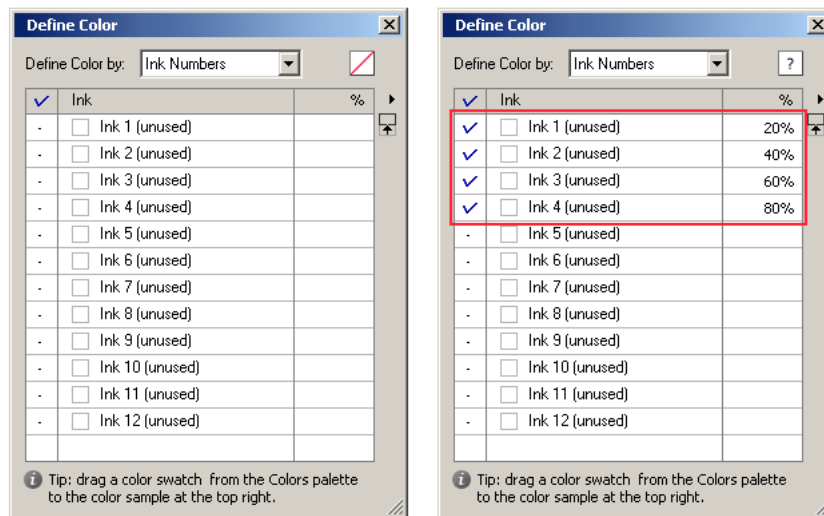 Define Color
Define Color by: Ink Numbers
Ink %
- Ink 1 (unused)
- Ink 2 (unused)
- Ink 3 (unused)
- Ink 4 (unused)
- Ink 5 (unused)
- Ink 6 (unused)
- Ink 7 (unused)
- Ink 8 (unused)
- Ink 9 (unused)
- Ink 10 (unused)
- Ink 11 (unused)
- Ink 12 (unused)
Tip: drag a color swatch from the Colors palette
to the color sample at the top right.
Define Color
Define Color by: Ink Numbers ?
Ink %
Ink 1 (unused) 20%
Ink 2 (unused) 40%
Ink 3 (unused) 60%
Ink 4 (unused) 80%
- Ink 5 (unused)
- Ink 6 (unused)
- Ink 7 (unused)
- Ink 8 (unused)
- Ink 9 (unused)
- Ink 10 (unused)
- Ink 11 (unused)
- Ink 12 (unused)
Tip: drag a color swatch from the Colors palette
to the color sample at the top right.